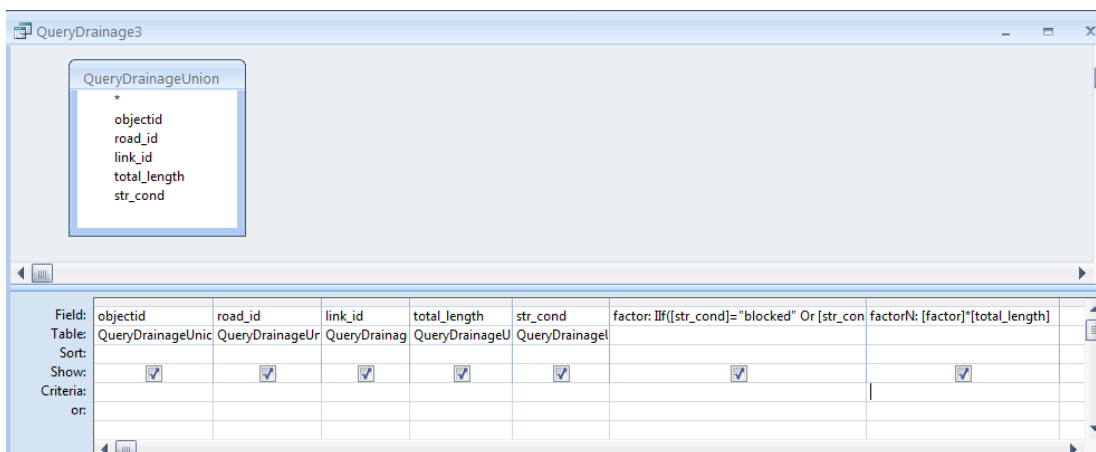 QueryDrainage3
QueryDrainageUnion
*
objectid
road_id
link_id
total_length
str_cond
Field: objectid road_id link_id total_length str_cond factor: IIf([str_cond]="blocked" Or [str_con factorN: [factor]*[total_length]
Table: QueryDrainageUnic QueryDrainageUr QueryDrainag QueryDrainageU QueryDrainageU
Sort:
Show:
Criteria:
or: